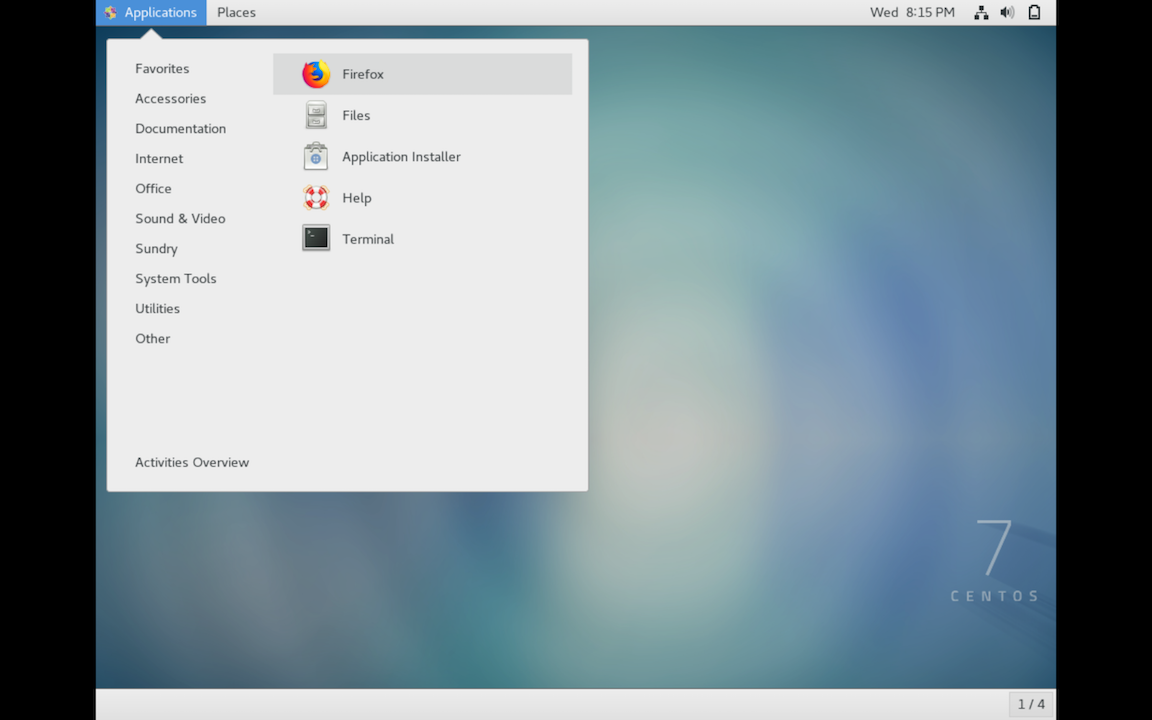 Applications Places Wed 8:15 PM
Favorites
Accessories
Documentation
Internet
Office
Sound & Video
Sundry
System Tools
Utilities
Other
Activities Overview
Firefox
Files
Application Installer
Help
Terminal
7
CENTOS
1 / 4